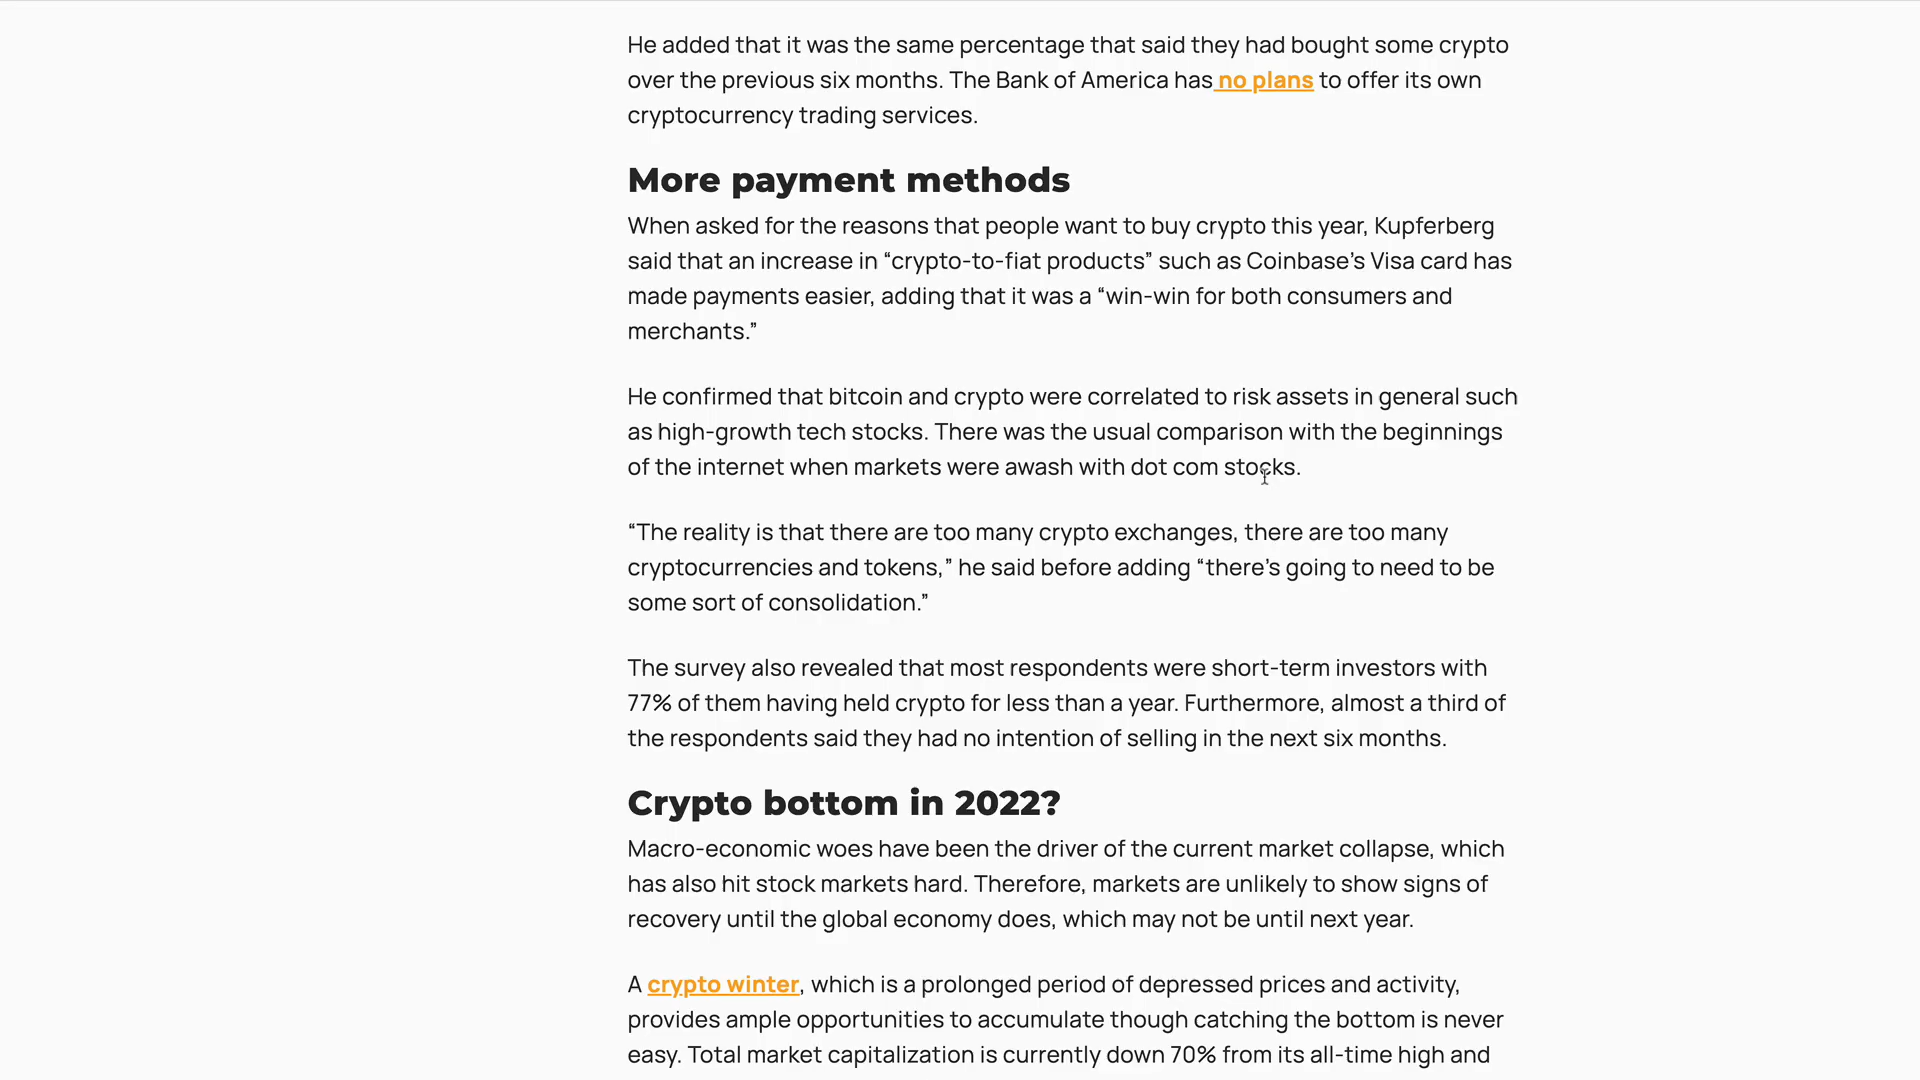 He added that it was the same percentage that said they had bought some crypto
over the previous six months. The Bank of America has no plans to offer its own
cryptocurrency trading services.
More payment methods
When asked for the reasons that people want to buy crypto this year, Kupferberg
said that an increase in “crypto-to-fiat products” such as Coinbase’s Visa card has
made payments easier, adding that it was a “win-win for both consumers and
merchants.”
He confirmed that bitcoin and crypto were correlated to risk assets in general such
as high-growth tech stocks. There was the usual comparison with the beginnings
of the internet when markets were awash with dot com stocks.
“The reality is that there are too many crypto exchanges, there are too many
cryptocurrencies and tokens,” he said before adding “there’s going to need to be
some sort of consolidation.”
The survey also revealed that most respondents were short-term investors with
77% of them having held crypto for less than a year. Furthermore, almost a third of
the respondents said they had no intention of selling in the next six months.
Crypto bottom in 2022?
Macro-economic woes have been the driver of the current market collapse, which
has also hit stock markets hard. Therefore, markets are unlikely to show signs of
recovery until the global economy does, which may not be until next year.
A crypto winter, which is a prolonged period of depressed prices and activity,
provides ample opportunities to accumulate though catching the bottom is never
easy. Total market capitalization is currently down 70% from its all-time high and